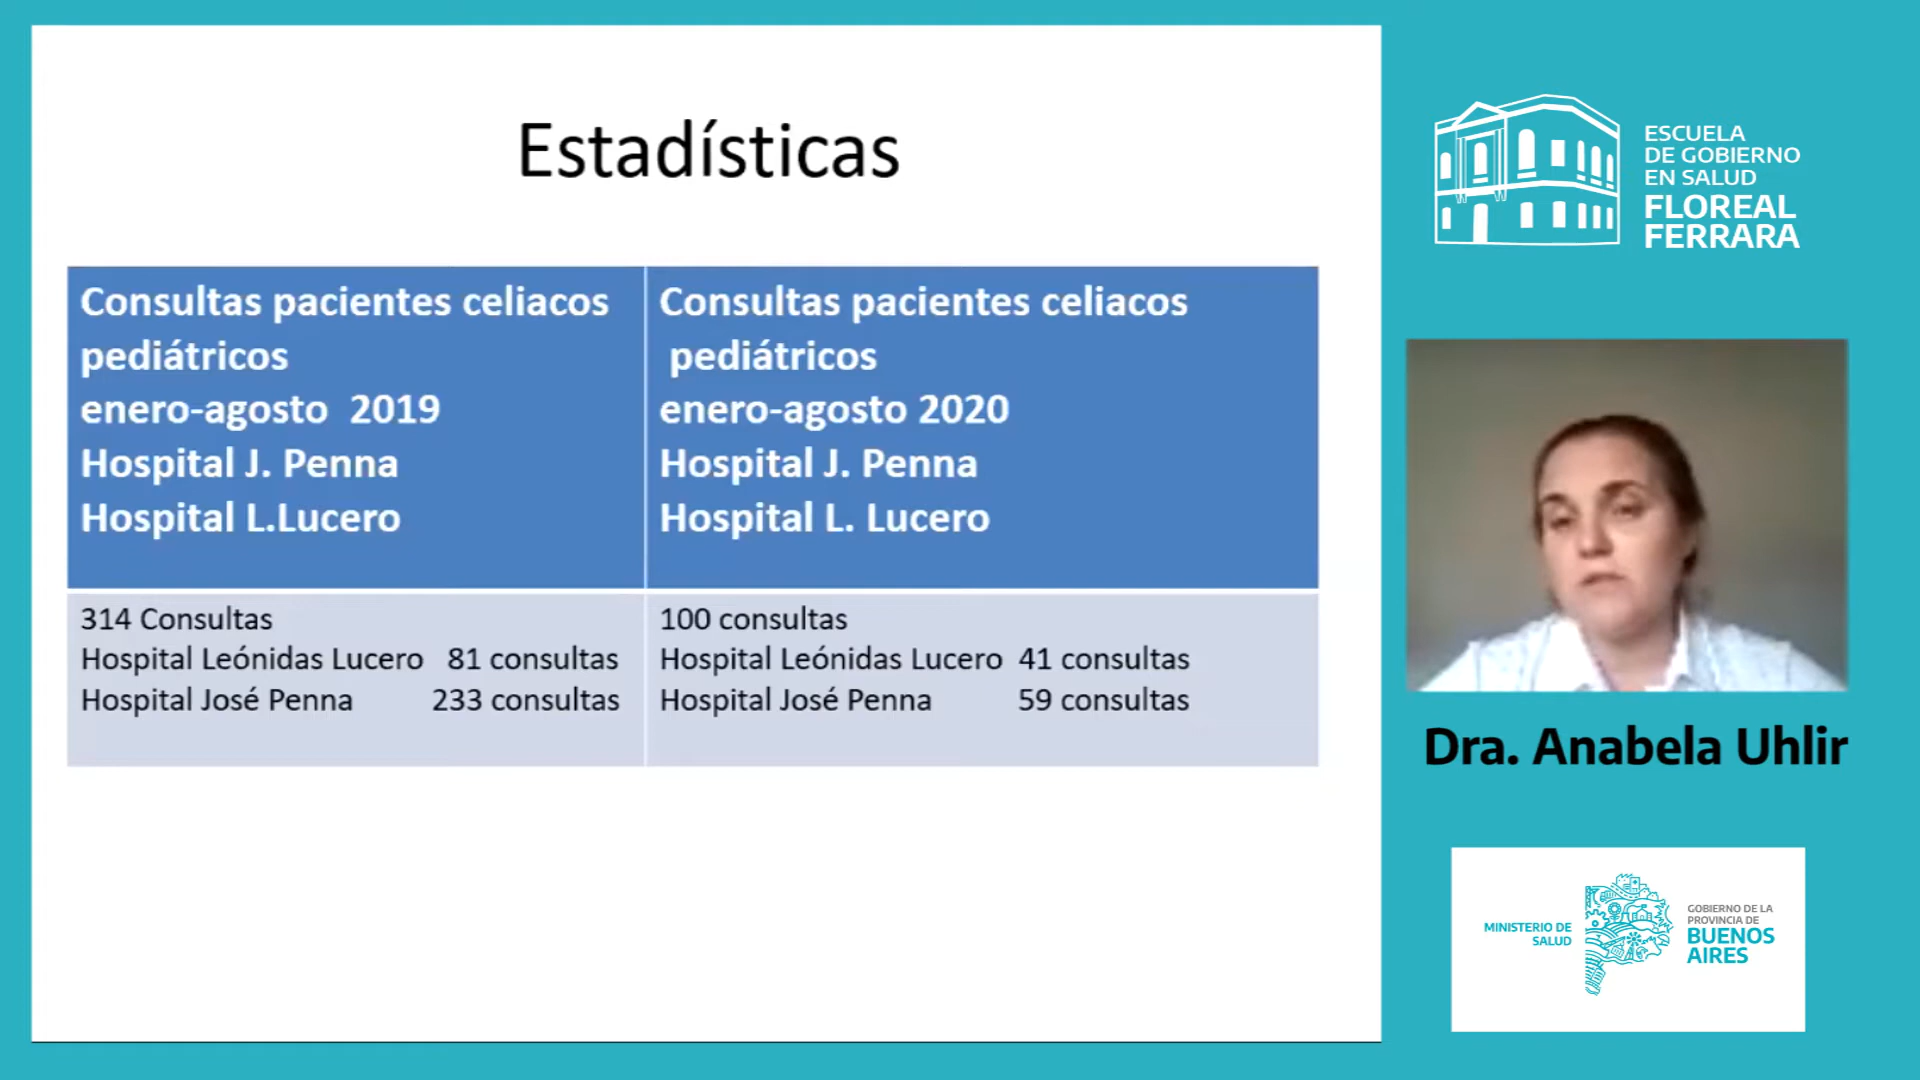 Estadísticas
Consultas pacientes celiacos
pediátricos
enero-agosto 2019
Hospital J. Penna
Hospital L.Lucero
Consultas pacientes celiacos
pediátricos
enero-agosto 2020
Hospital J. Penna
Hospital L. Lucero
314 Consultas
Hospital Leónidas Lucero 81 consultas
Hospital José Penna 233 consultas
100 consultas
Hospital Leónidas Lucero 41 consultas
Hospital José Penna 59 consultas
ESCUELA
DE GOBIERNO
EN SALUD
FLOREAL
FERRARA
Dra. Anabela Uhlir
MINISTERIO DE
SALUD
GOBIERNO DE LA
PROVINCIA DE
BUENOS
AIRES